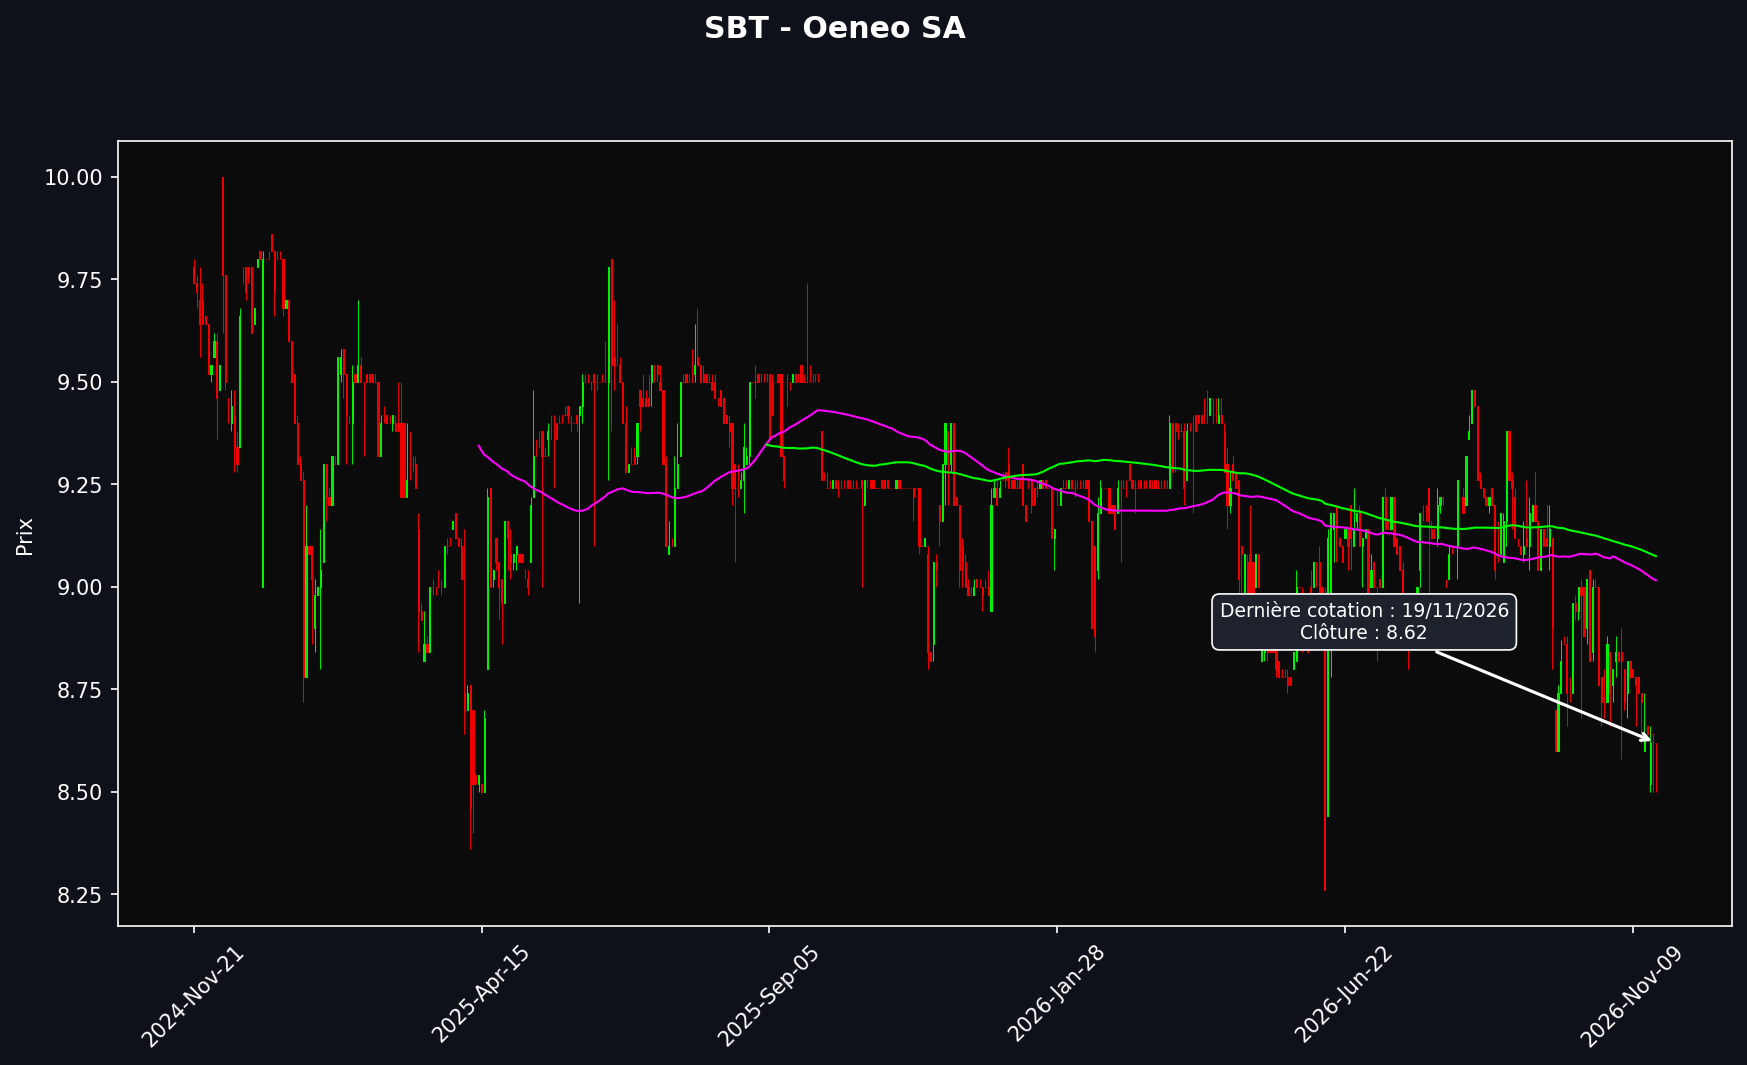 SBT - Oeneo SA
Prix
10.00
9.75
9.50
9.25
9.00
8.75
8.50
8.25
Dernière cotation : 19/11/2026
Clôture : 8.62
2024-Nov-21
2025-Apr-15
2025-Sep-05
2026-Jan-28
2026-Jun-22
2026-Nov-09